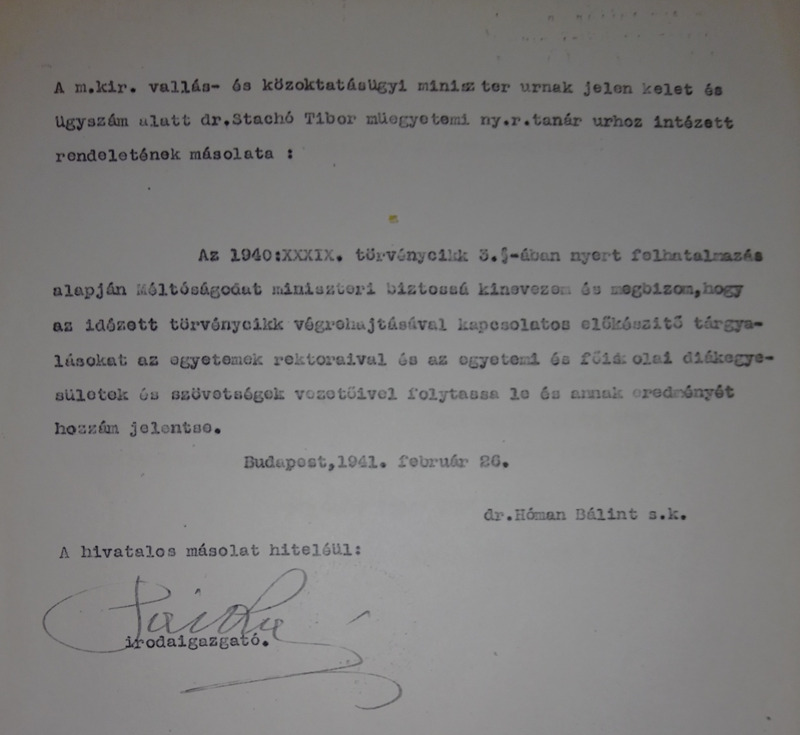 A m.kir. vallás- és közoktatásügyi miniszter urnak jelen kelet és
ügyszám alatt dr.Stachó Tibor müegyetemi ny.r.tanár urhoz intézett
rendeletének másolata :
Az 1940:XXXIX. törvénycikk 3.§-ában nyert felhatalmazás
alapján Méltóságodat miniszteri biztossá kinevezem és megbizom,hogy
az idézett törvénycikk végrehajtásával kapcsolatos előkészitő tárgya-
lásokat az egyetemek rektoraival és az egyetemi és főiskolai diákegye-
sületek és szövetségek vezetőivel folytassa le és annak eredményét
hozzám jelentse.
Budapest,1941. február 26.
dr.Hóman Bálint s.k.
A hivatalos másolat hiteléül:
irodaigazgató.